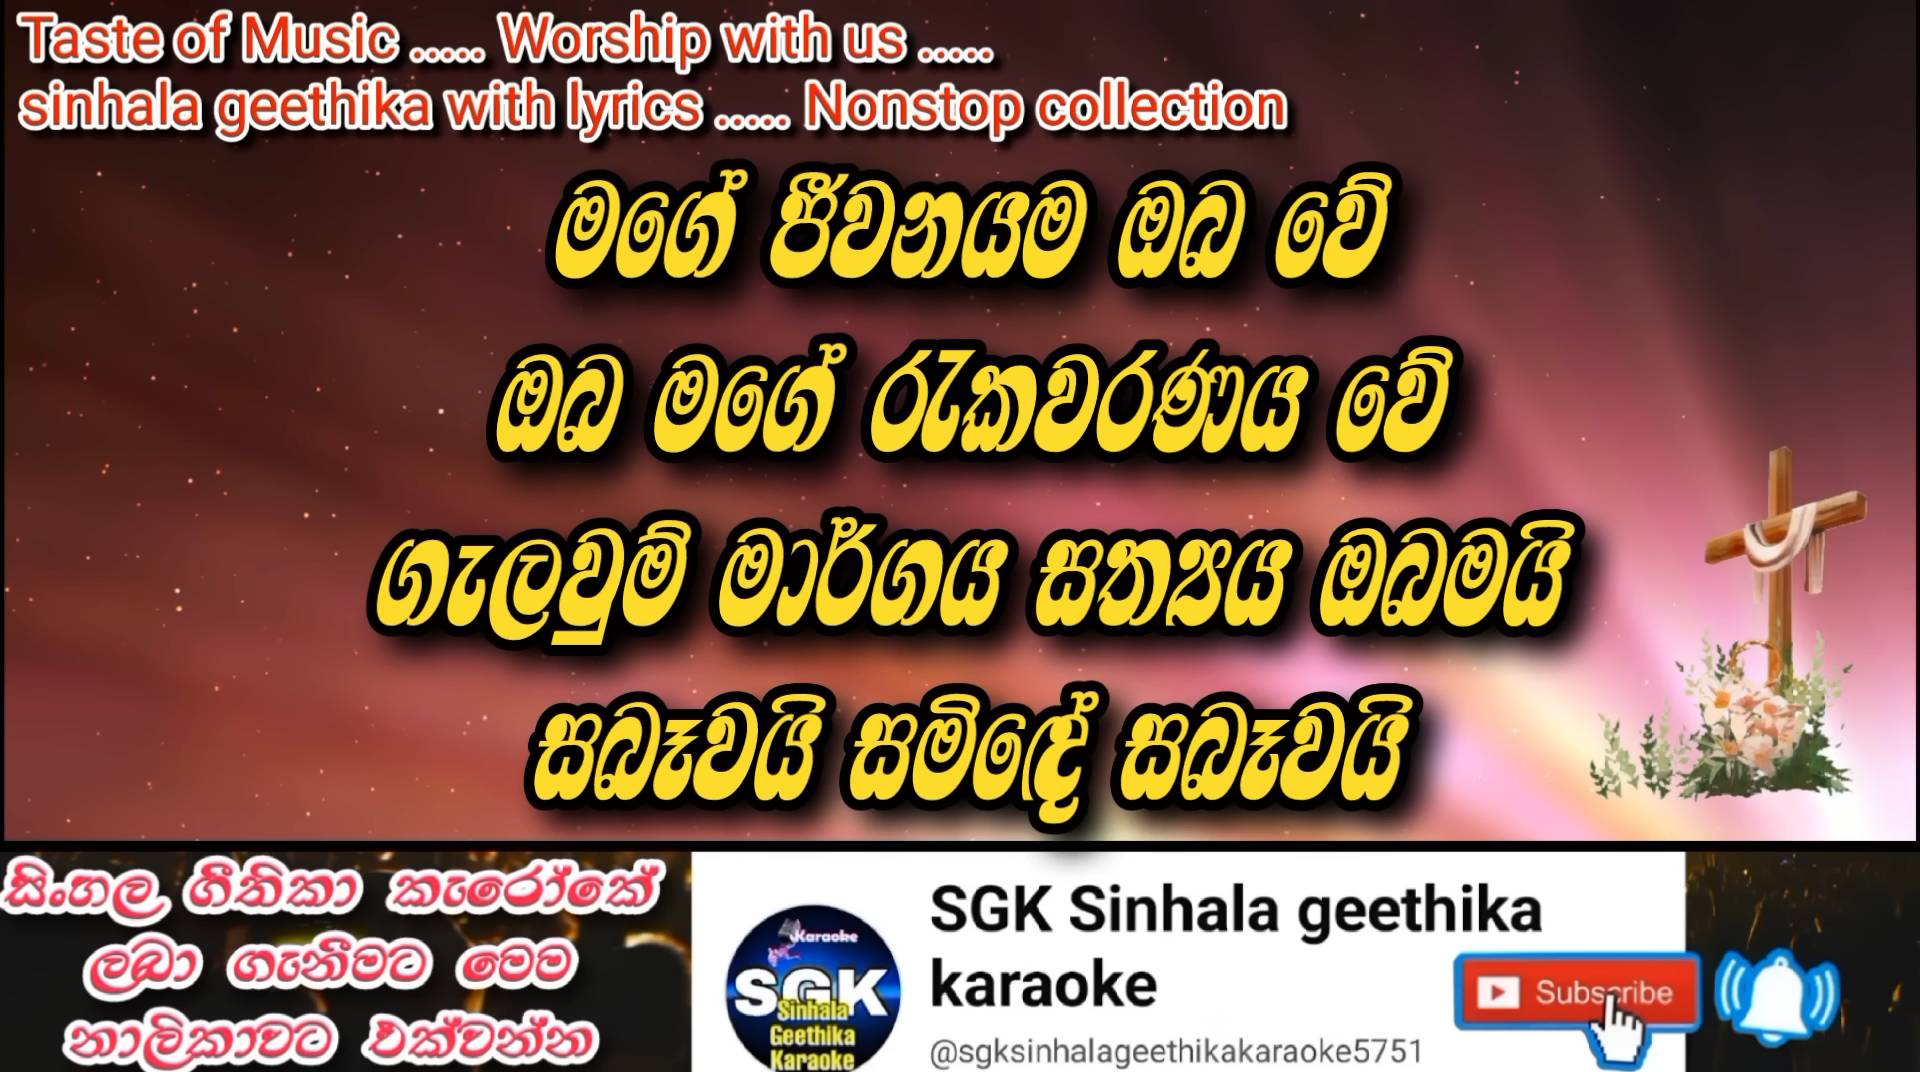 Taste of Music ..... Worship with us .....
sinhala geethika with lyrics ..... Nonstop collection
මගේ ජීවනයම ඔබ වේ
ඔබ මගේ රැකවරණය වේ
ගැලවුම් මාර්ගය සත්‍යය ඔබමයි
සබෑවයි සමිඳේ සබෑවයි
සිංහල ගීතිකා කැරෝකේ
ලබා ගැනීමට මෙම
නාලිකාවට එක්වන්න
Karaoke
SGK
Sinhala
Geethika
Karaoke
SGK Sinhala geethika
karaoke
@sgksinhalageethikakaraoke5751
Subscribe